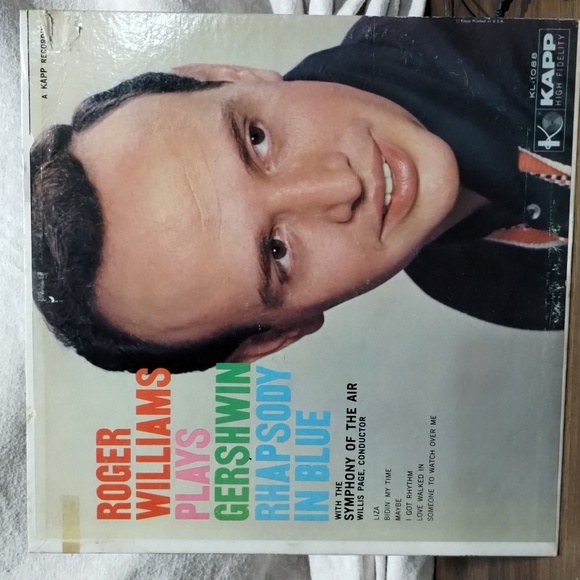 A KAPP RECORD
ROGER
WILLIAMS
PLAYS
GERSHWIN
RHAPSODY
IN BLUE
WITH THE
SYMPHONY OF THE AIR
WILLIS PAGE, CONDUCTOR
LIZA
BIDIN MY TIME
MAYBE
I GOT RHYTHM
LOVE WALKED IN
SOMEONE TO WATCH OVER ME
KL-1088
K KAPP
HIGH FIDELITY